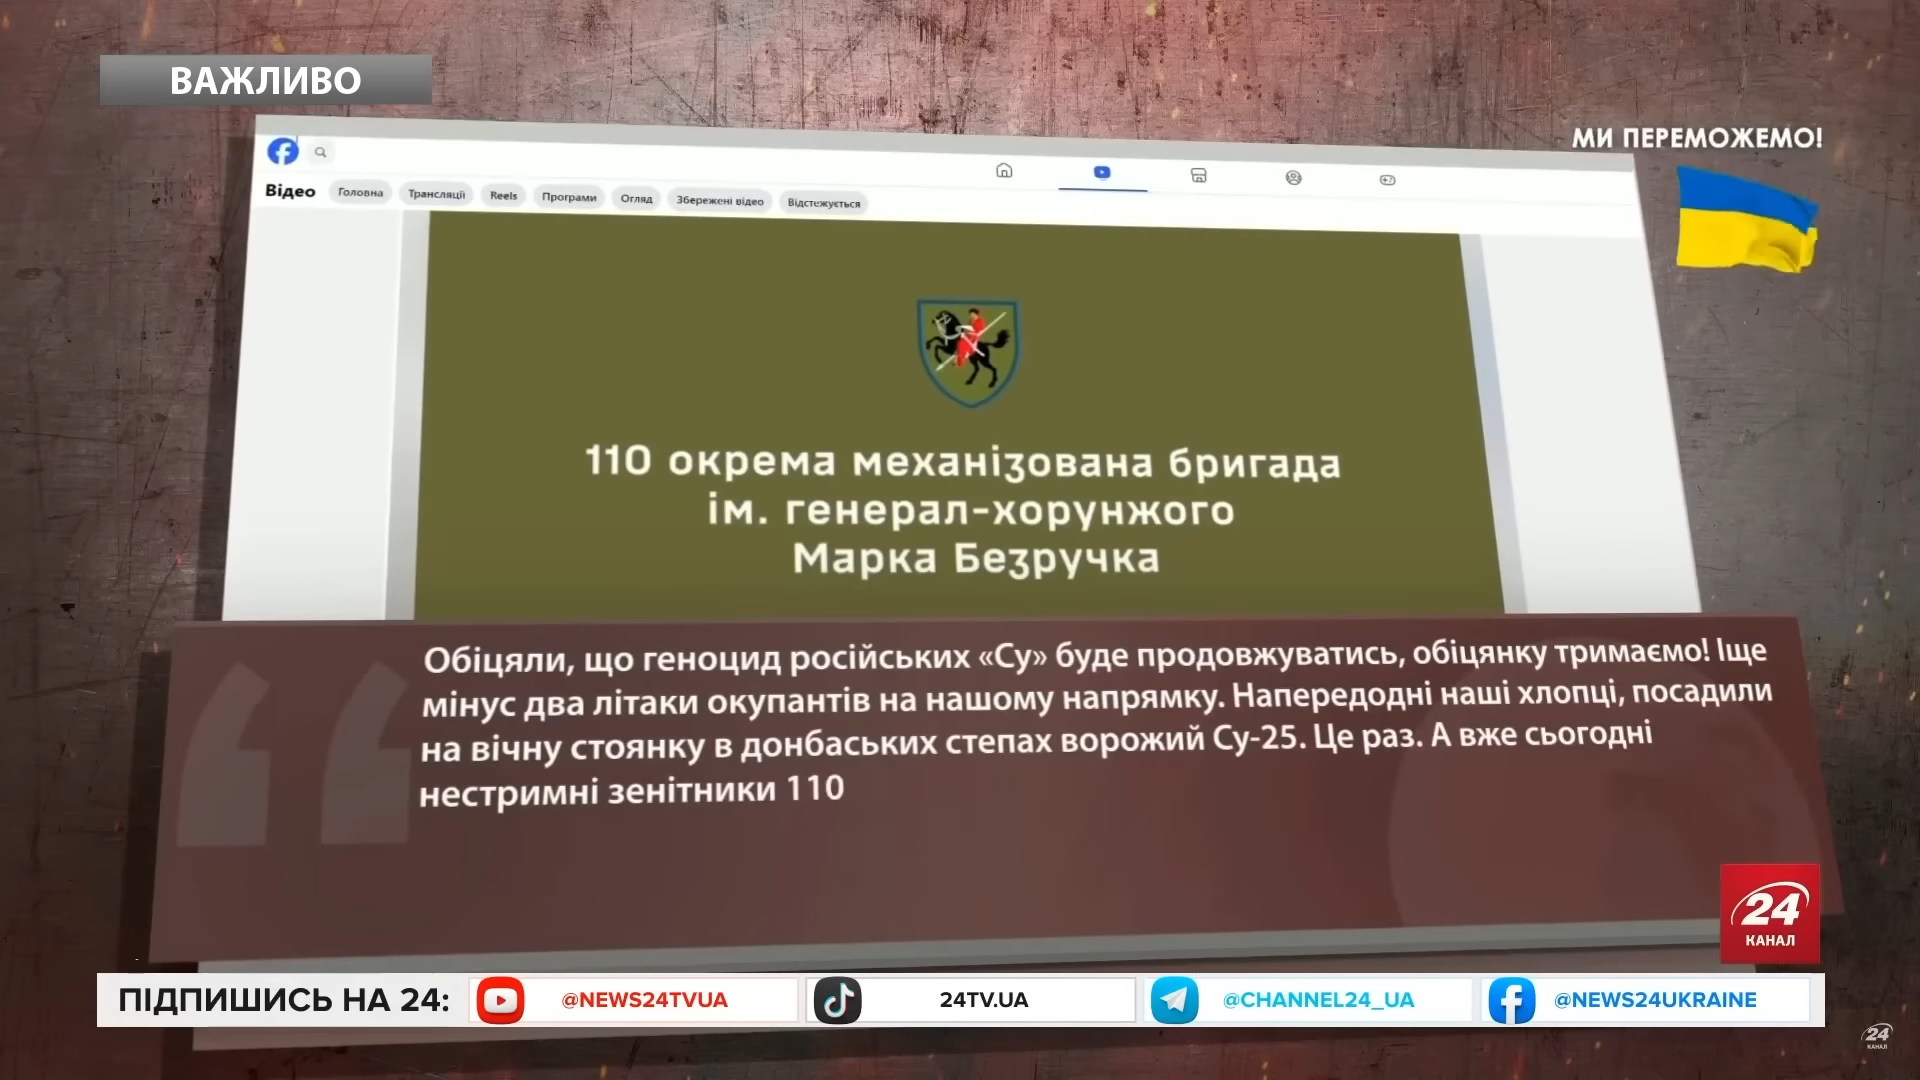 ВАЖЛИВО
МИ ПЕРЕМОЖЕМО!
Відео
Головна
Трансляції
Reels
Програми
Огляд
Збережені відео
Відстежується
110 окрема механізована бригада
ім. генерал-хорунжого
Марка Безручка
Обіцяли, що геноцид російських «Су» буде продовжуватись, обіцянку тримаємо! Іще
мінус два літаки окупантів на нашому напрямку. Напередодні наші хлопці, посадили
на вічну стоянку в донбаських степах ворожий Су-25. Це раз. А вже сьогодні
нестримні зенітники 110
24
КАНАЛ
ПІДПИШИСЬ НА 24:
@NEWS24TVUA
24TV.UA
@CHANNEL24_UA
@NEWS24UKRAINE
24
КАНАЛ